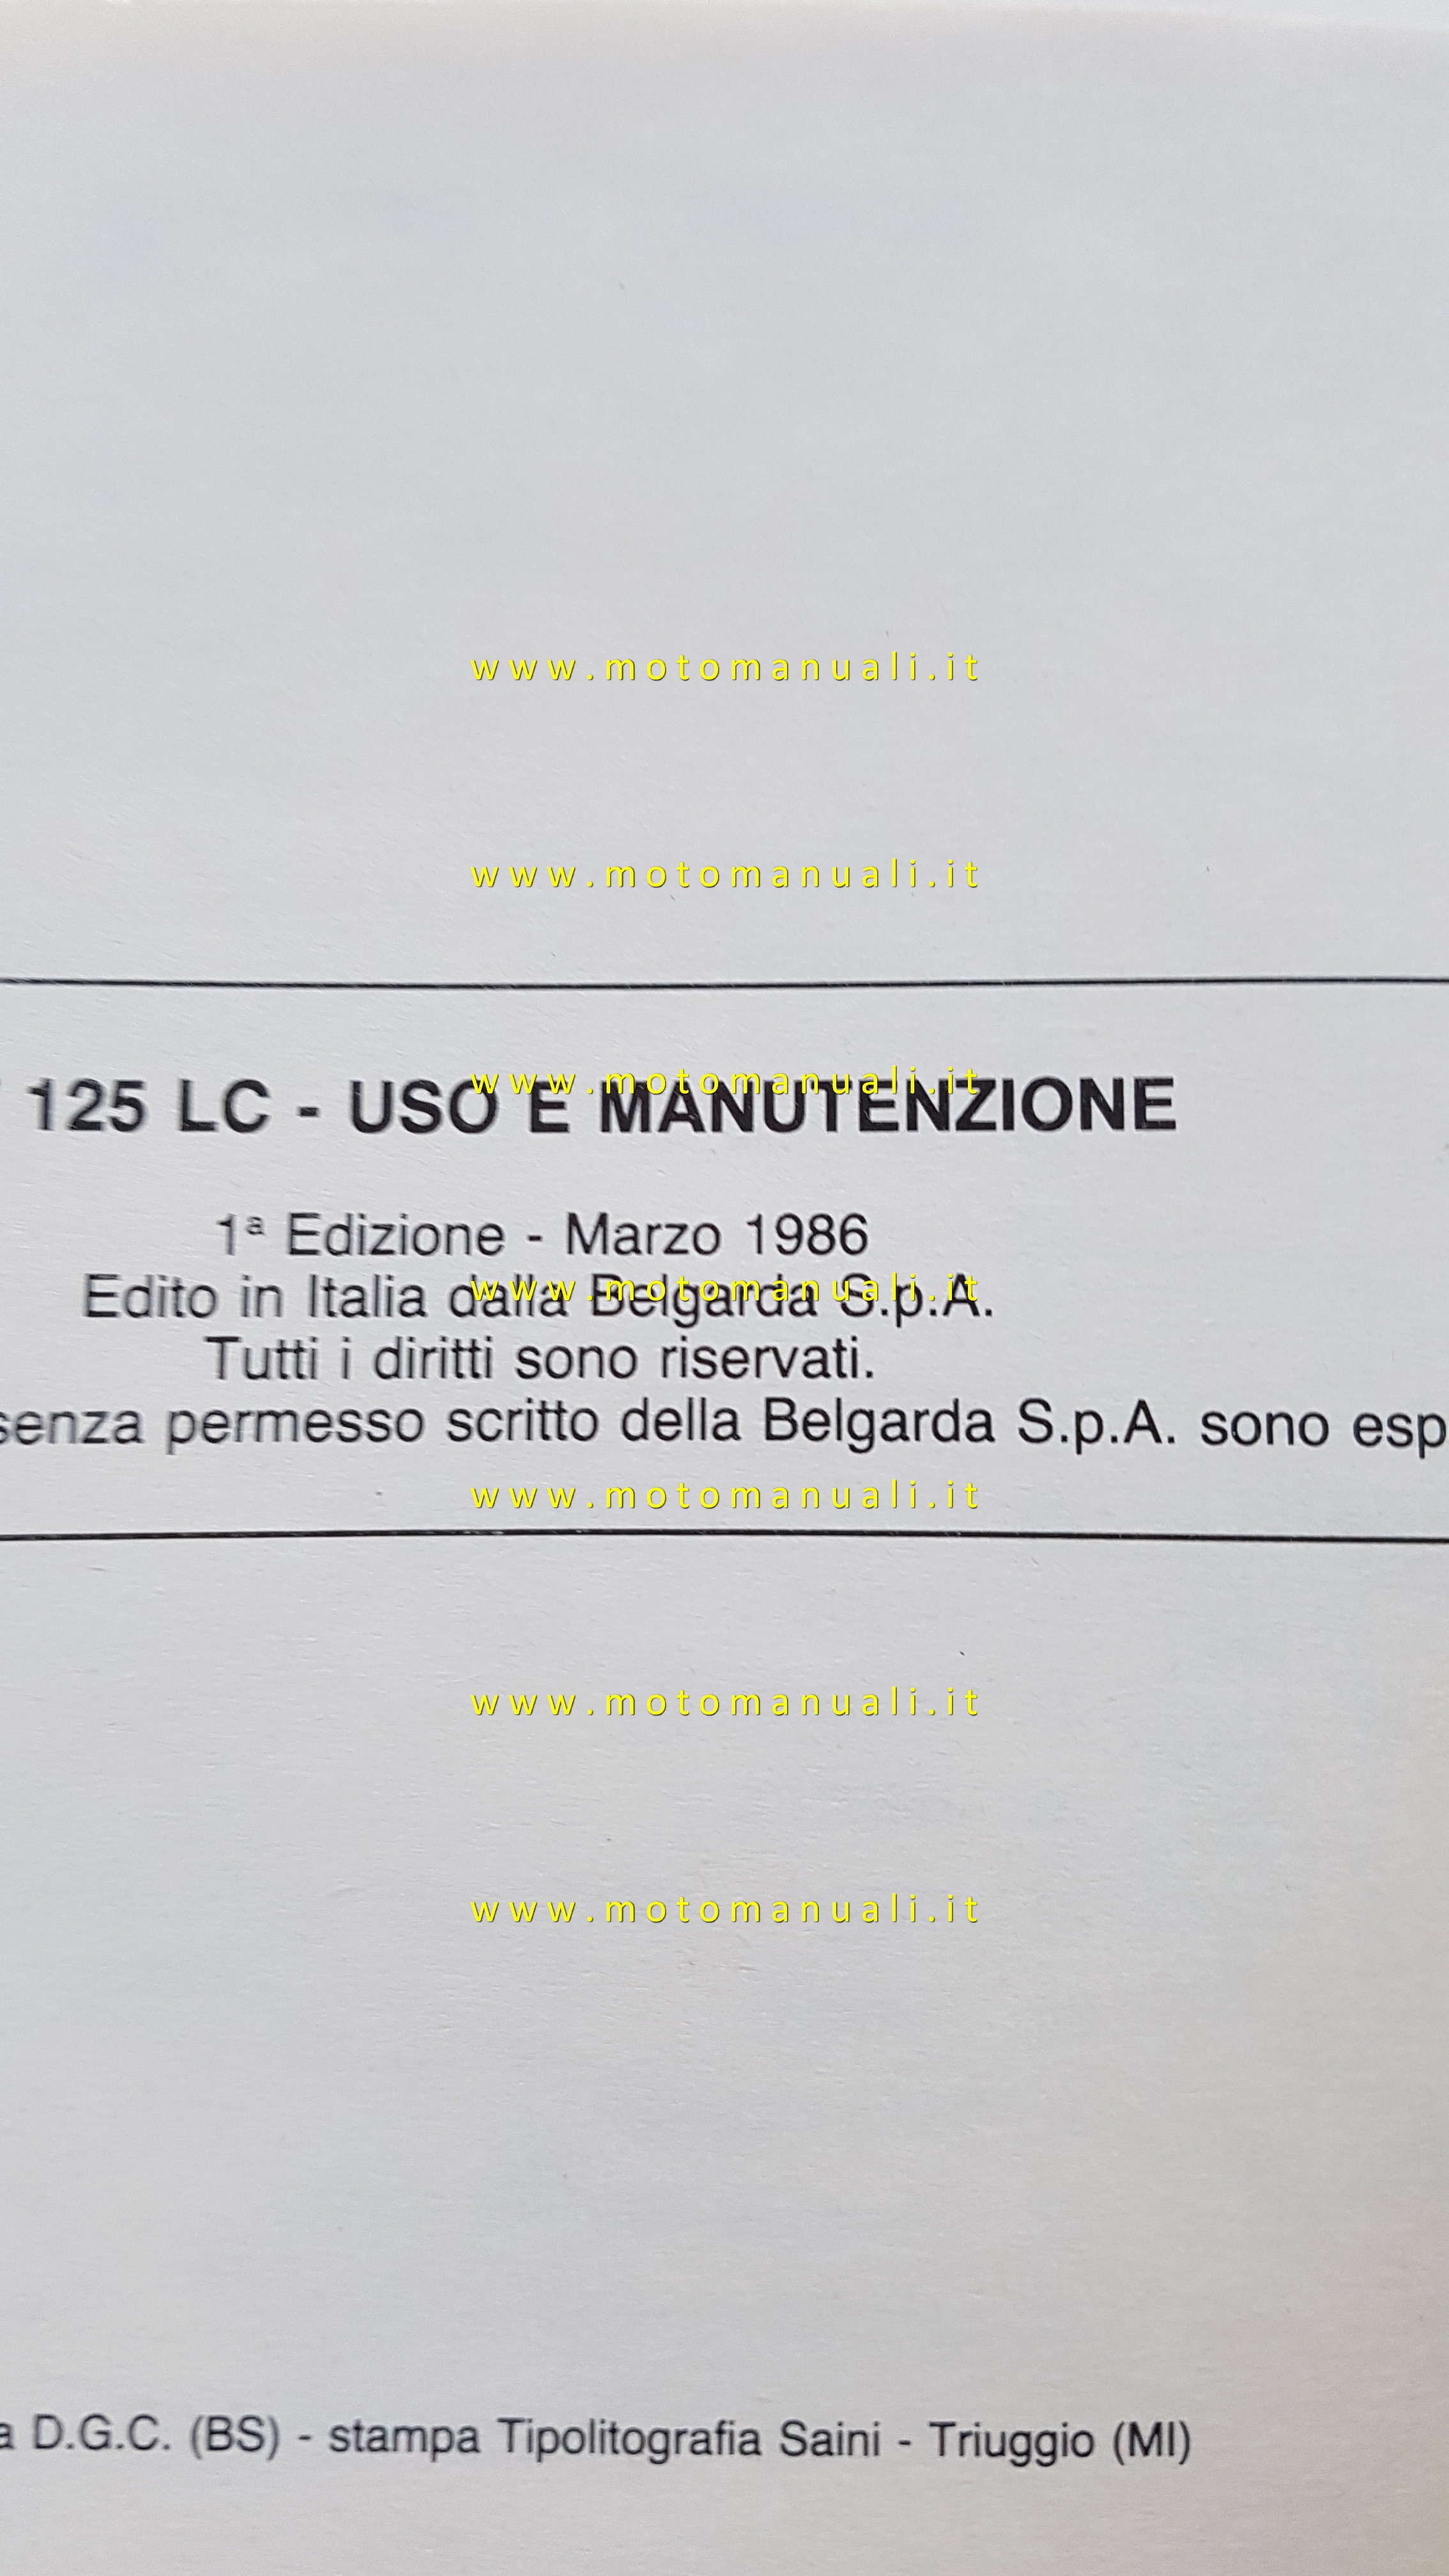 www.motomanuali.it
www.motomanuali.it
125 LC - USO E MANUTENZIONE
www.motomanuali.it
1ª Edizione - Marzo 1986
Edito in Italia dalla Belgarda S.p.A.
www.motomanuali.it
Tutti i diritti sono riservati.
senza permesso scritto della Belgarda S.p.A. sono esp
www.motomanuali.it
www.motomanuali.it
www.motomanuali.it
a D.G.C. (BS) - stampa Tipolitografia Saini - Triuggio (MI)